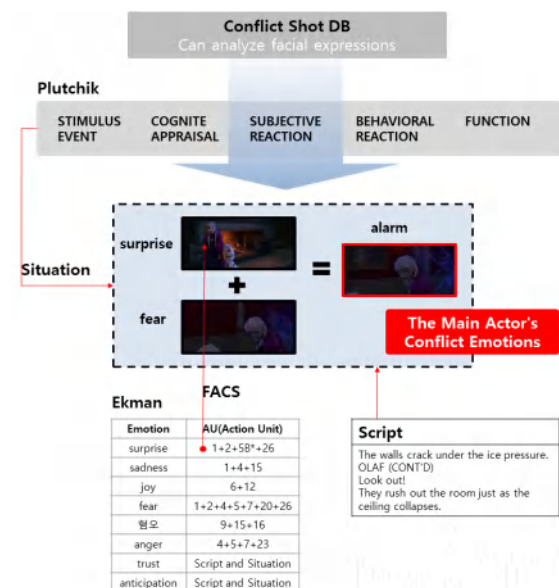 Conflict Shot DB
Can analyze facial expressions
Plutchik
STIMULUS EVENT
COGNITE APPRAISAL
SUBJECTIVE REACTION
BEHAVIORAL REACTION
FUNCTION
surprise
alarm
Situation
+
=
fear
The Main Actor's
Conflict Emotions
FACS
Ekman
Emotion AU(Action Unit)
surprise 1+2+5B*+26
sadness 1+4+15
joy 6+12
fear 1+2+4+5+7+20+26
혐오 9+15+16
anger 4+5+7+23
trust Script and Situation
anticipation Script and Situation
Script
The walls crack under the ice pressure.
OLAF (CONT'D)
Look out!
They rush out the room just as the
ceiling collapses.